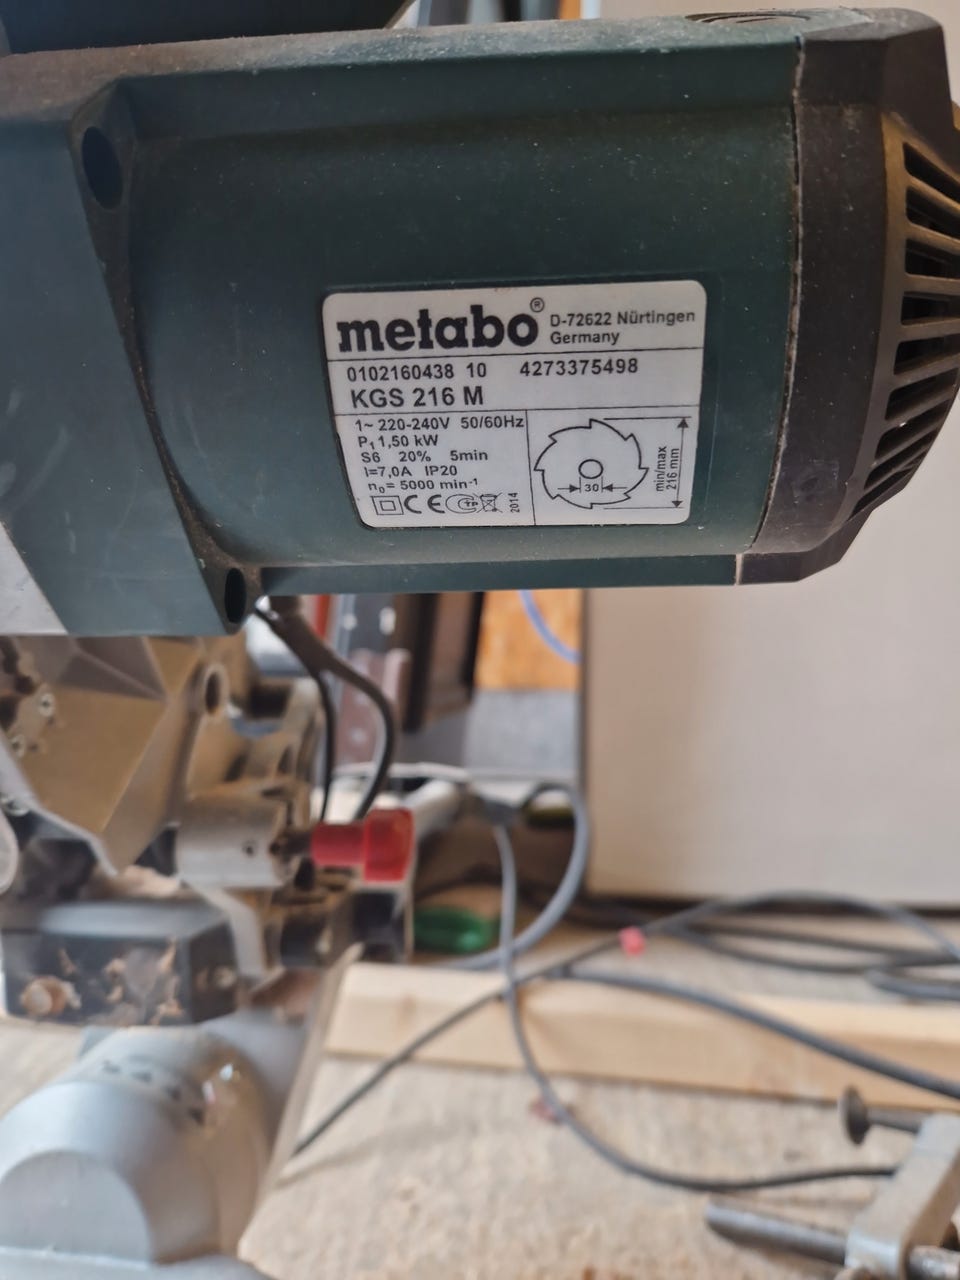 metabo®
D-72622 Nürtingen
Germany
0102160438 10 4273375498
KGS 216 M
1~ 220-240V 50/60Hz
P₁ 1,50 kW
S6 20% 5min
I=7,0A IP20
n₀= 5000 min⁻¹
CE
2014
30
min/max
216 mm